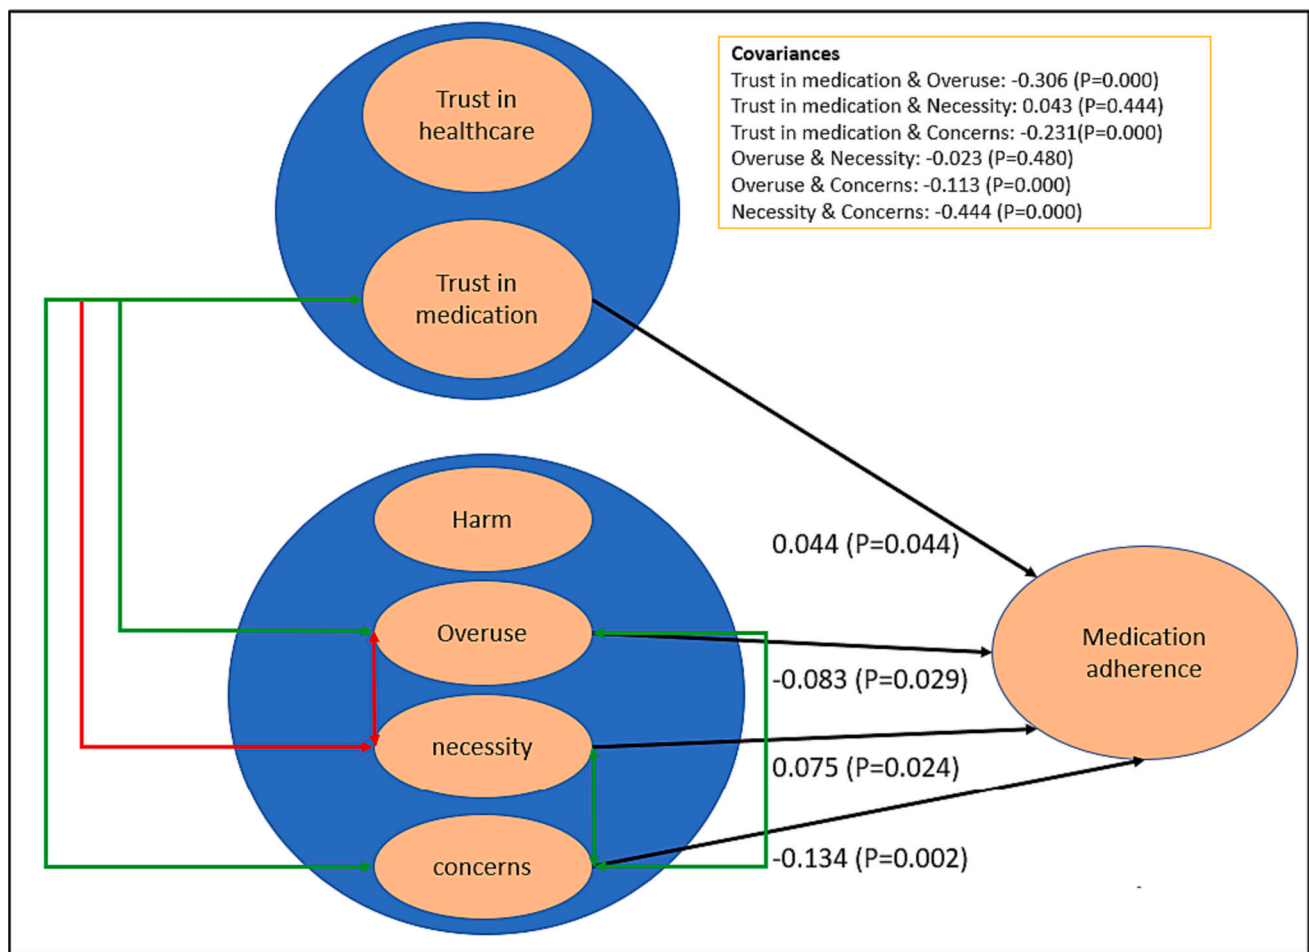 Covariances
Trust in medication & Overuse: -0.306 (P=0.000)
Trust in medication & Necessity: 0.043 (P=0.444)
Trust in medication & Concerns: -0.231(P=0.000)
Overuse & Necessity: -0.023 (P=0.480)
Overuse & Concerns: -0.113 (P=0.000)
Necessity & Concerns: -0.444 (P=0.000)
Trust in
healthcare
Trust in
medication
Harm
Overuse
necessity
concerns
0.044 (P=0.044)
-0.083 (P=0.029)
0.075 (P=0.024)
-0.134 (P=0.002)
Medication
adherence